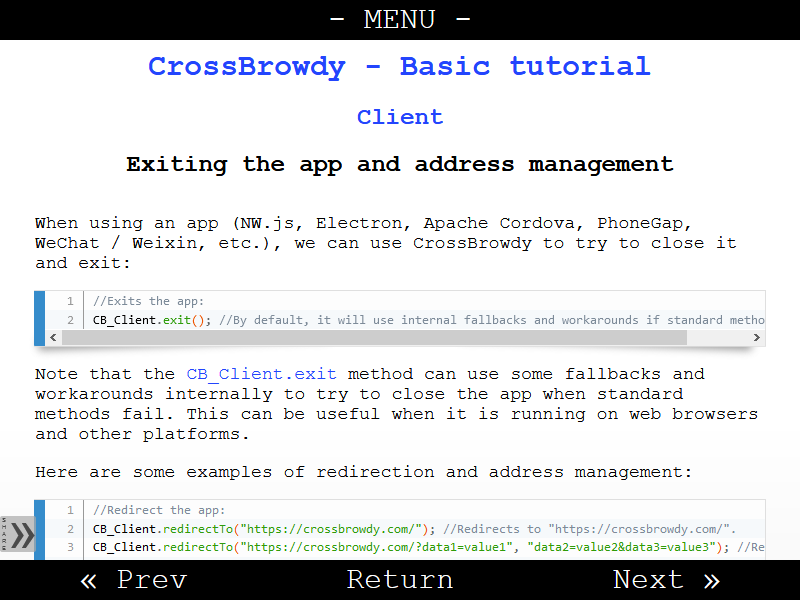 - MENU -
CrossBrowdy - Basic tutorial
Client
Exiting the app and address management
When using an app (NW.js, Electron, Apache Cordova, PhoneGap,
WeChat / Weixin, etc.), we can use CrossBrowdy to try to close it
and exit:
1 //Exits the app:
2 CB_Client.exit(); //By default, it will use internal fallbacks and workarounds if standard metho
Note that the CB_Client.exit method can use some fallbacks and
workarounds internally to try to close the app when standard
methods fail. This can be useful when it is running on web browsers
and other platforms.
Here are some examples of redirection and address management:
1 //Redirect the app:
2 CB_Client.redirectTo("https://crossbrowdy.com/"); //Redirects to "https://crossbrowdy.com/".
3 CB_Client.redirectTo("https://crossbrowdy.com/?data1=value1", "data2=value2&data3=value3"); //Re
SHARE
« Prev Return Next »